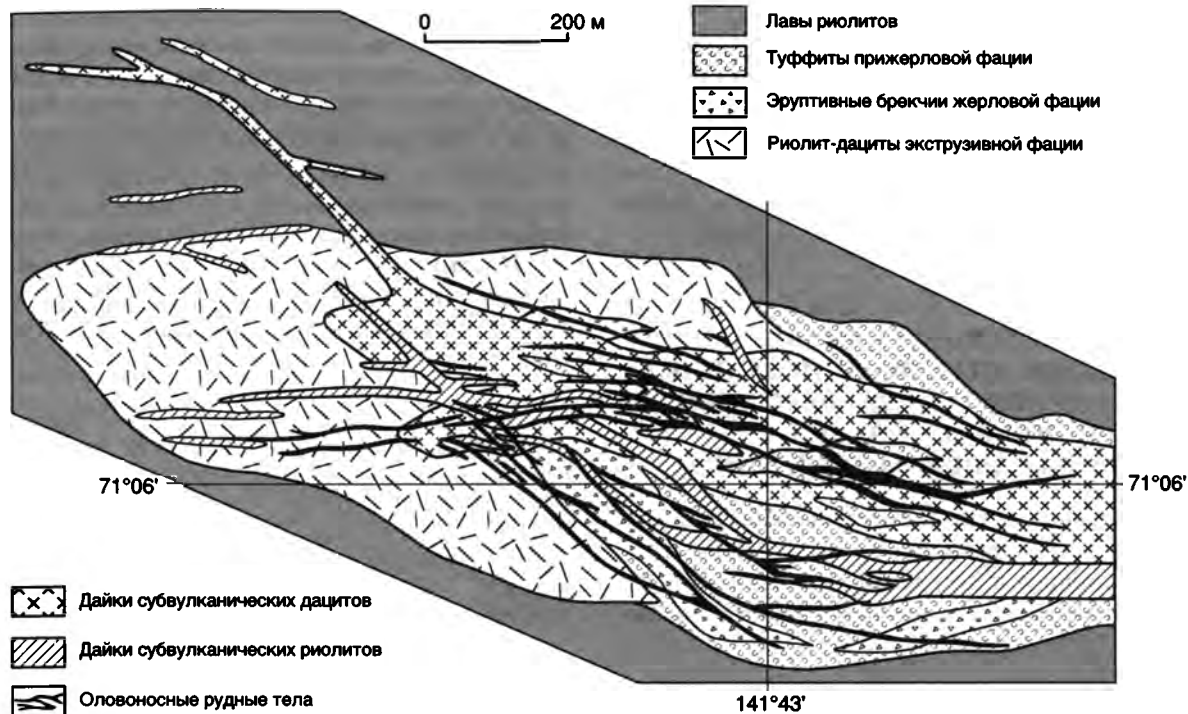 0 200 м
Лавы риолитов
Туффиты прижерловой фации
Эруптивные брекчии жерловой фации
Риолит-дациты экструзивной фации
71°06' 71°06'
Дайки субвулканических дацитов
Дайки субвулканических риолитов
Оловоносные рудные тела
141°43'